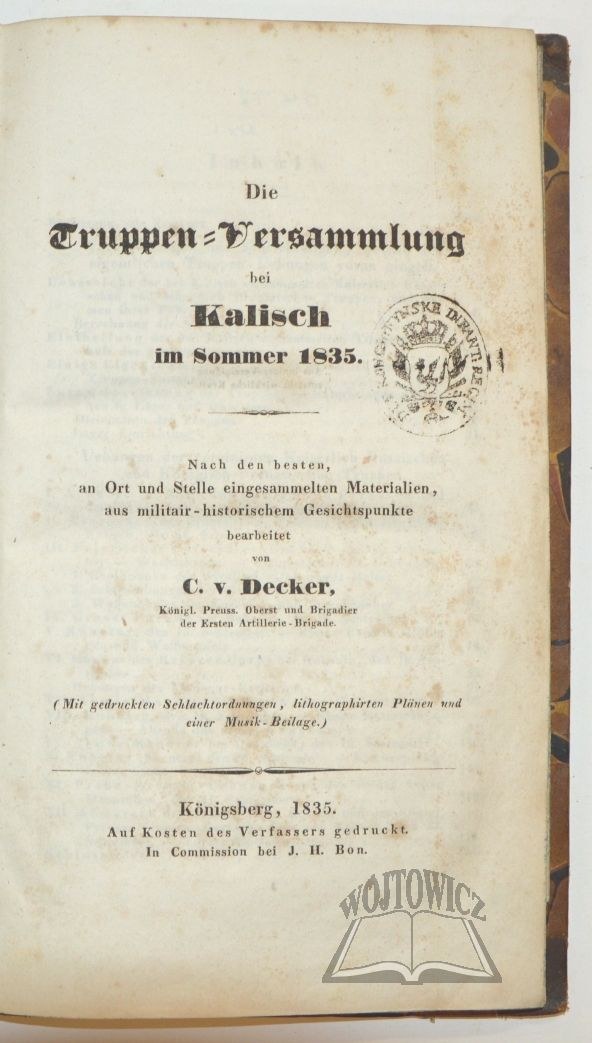 Die
Truppen=Versammlung
bei
Kalisch
im Sommer 1835.
Nach den besten,
an Ort und Stelle eingesammelten Materialien,
aus militair-historischem Gesichtspunkte
bearbeitet
von
C. v. Decker,
Königl. Preuss. Oberst und Brigadier
der Ersten Artillerie-Brigade.
(Mit gedruckten Schlachtordnungen, lithographirten Plänen und
einer Musik-Beilage.)
Königsberg, 1835.
Auf Kosten des Verfassers gedruckt.
In Commission bei J. H. Bon.
WÓJTOWICZ